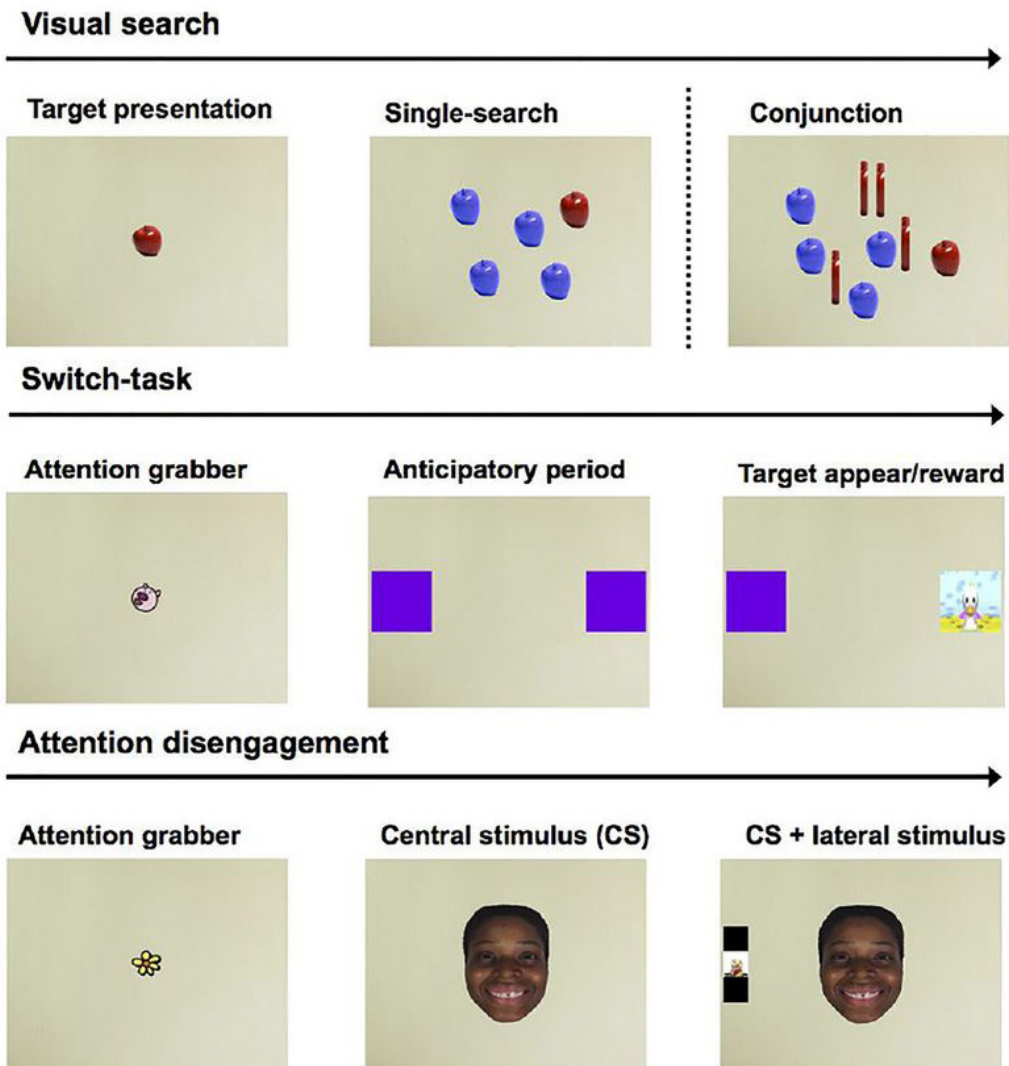 Visual search
Target presentation
Single-search
Conjunction
Switch-task
Attention grabber
Anticipatory period
Target appear/reward
Attention disengagement
Attention grabber
Central stimulus (CS)
CS + lateral stimulus